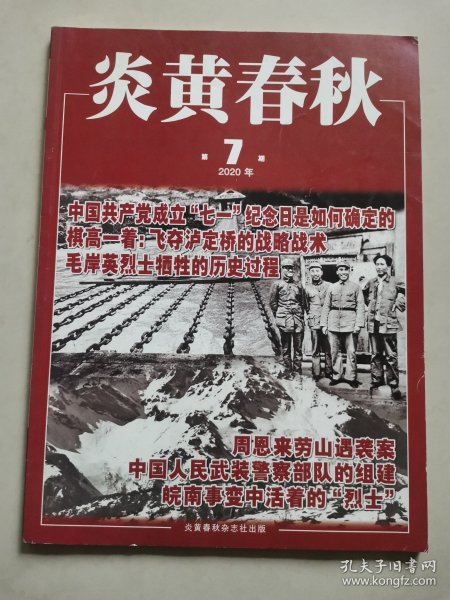 炎黄春秋
第 7 期
2020 年
中国共产党成立“七一”纪念日是如何确定的
棋高一着：飞夺泸定桥的战略战术
毛岸英烈士牺牲的历史过程
周恩来劳山遇袭案
中国人民武装警察部队的组建
皖南事变中活着的“烈士”
炎黄春秋杂志社出版
孔夫子旧书网
www.kongfz.com